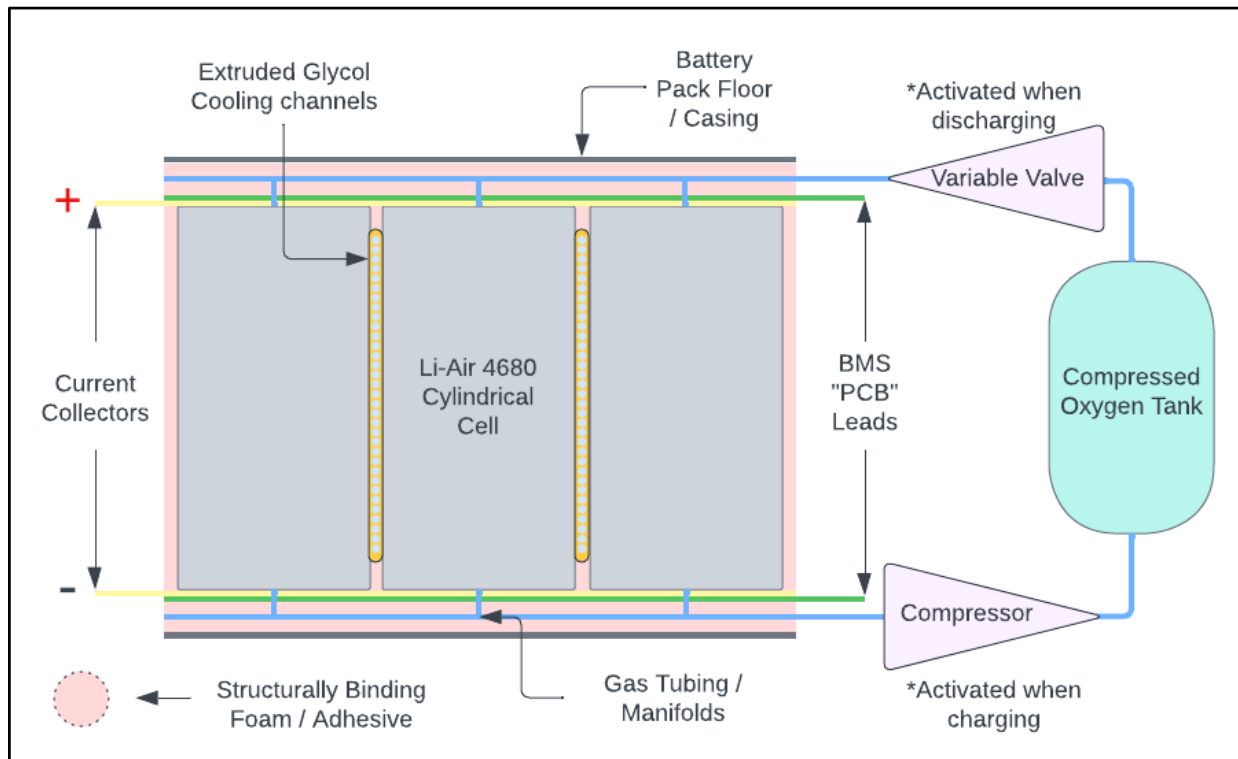 Extruded Glycol
Cooling channels
Battery
Pack Floor
/ Casing
*Activated when
discharging
Variable Valve
+
Current
Collectors
Li-Air 4680
Cylindrical
Cell
BMS
"PCB"
Leads
Compressed
Oxygen Tank
-
Compressor
Structurally Binding
Foam / Adhesive
Gas Tubing /
Manifolds
*Activated when
charging